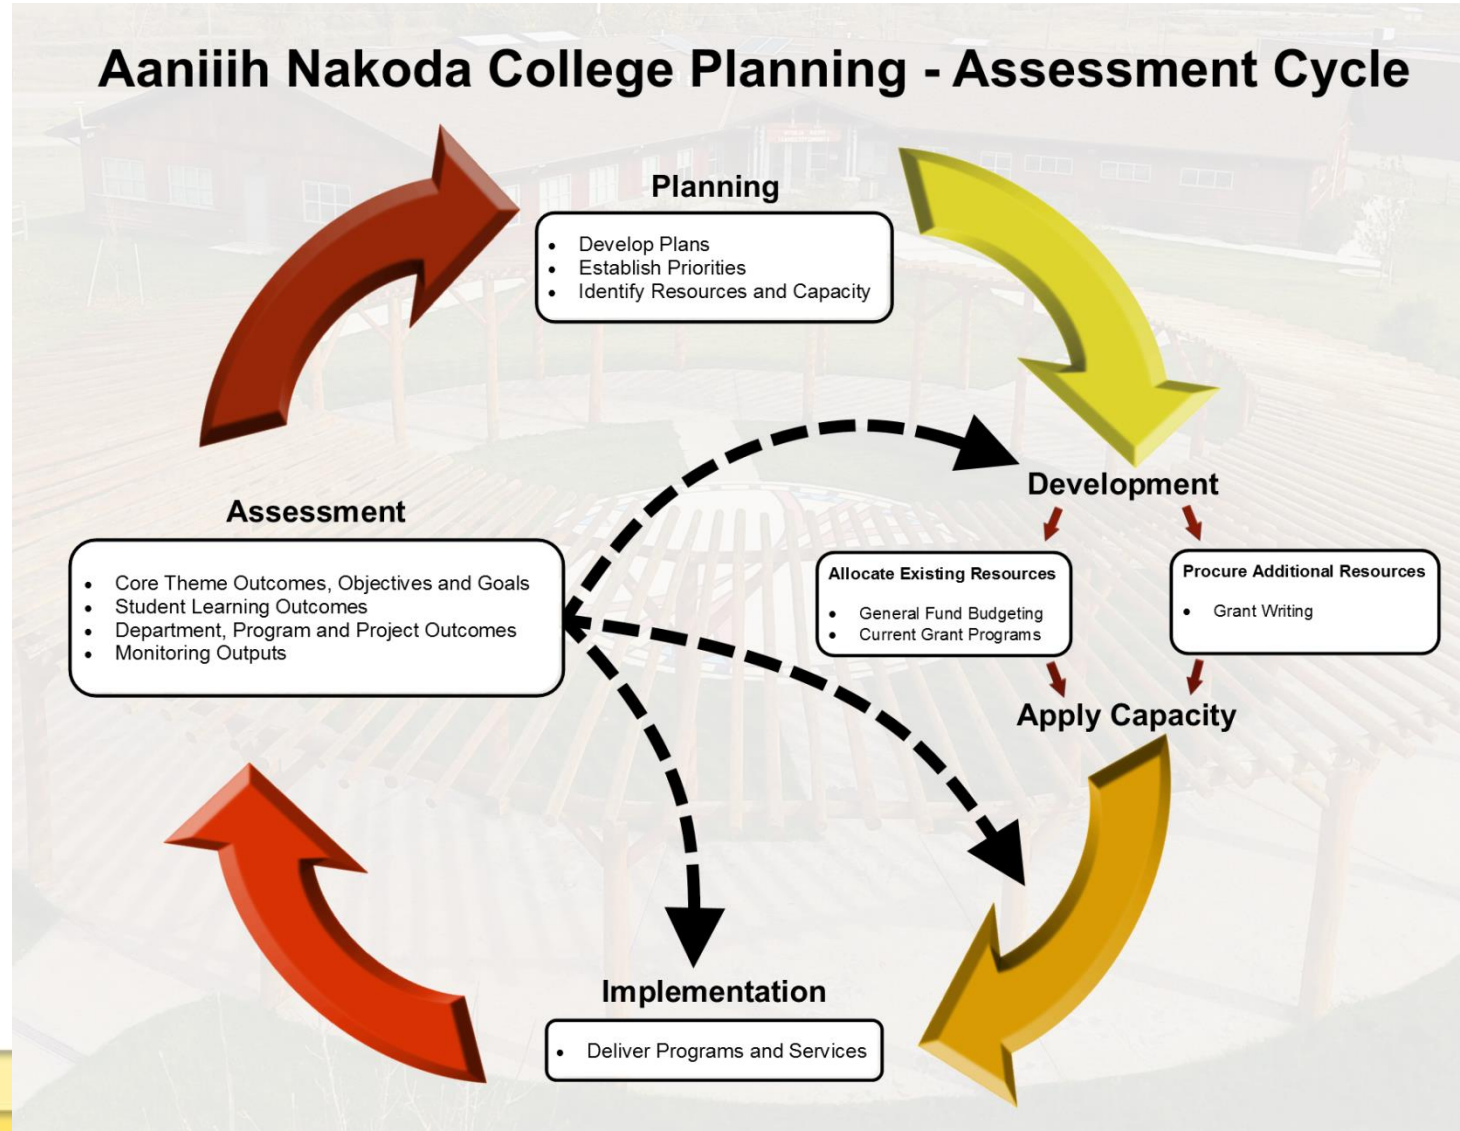 Aaniiih Nakoda College Planning - Assessment Cycle
Planning
• Develop Plans
• Establish Priorities
• Identify Resources and Capacity
Development
Allocate Existing Resources
• General Fund Budgeting
• Current Grant Programs
Procure Additional Resources
• Grant Writing
Apply Capacity
Assessment
• Core Theme Outcomes, Objectives and Goals
• Student Learning Outcomes
• Department, Program and Project Outcomes
• Monitoring Outputs
Implementation
• Deliver Programs and Services